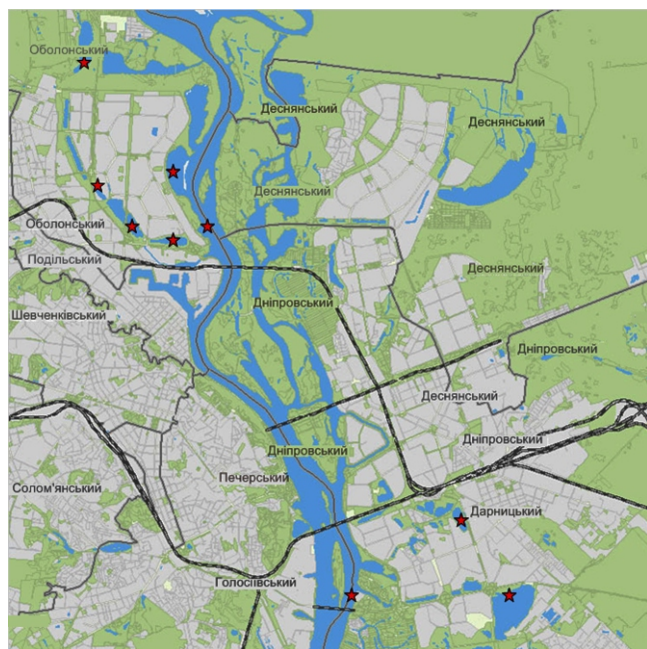 Оболонський
Деснянський
Деснянський
Деснянський
Оболонський
Подільський
Деснянський
Дніпровський
Шевченківський
Дніпровський
Деснянський
Дніпровський
Дніпровський
Печерський
Солом'янський
Дарницький
Голосіївський